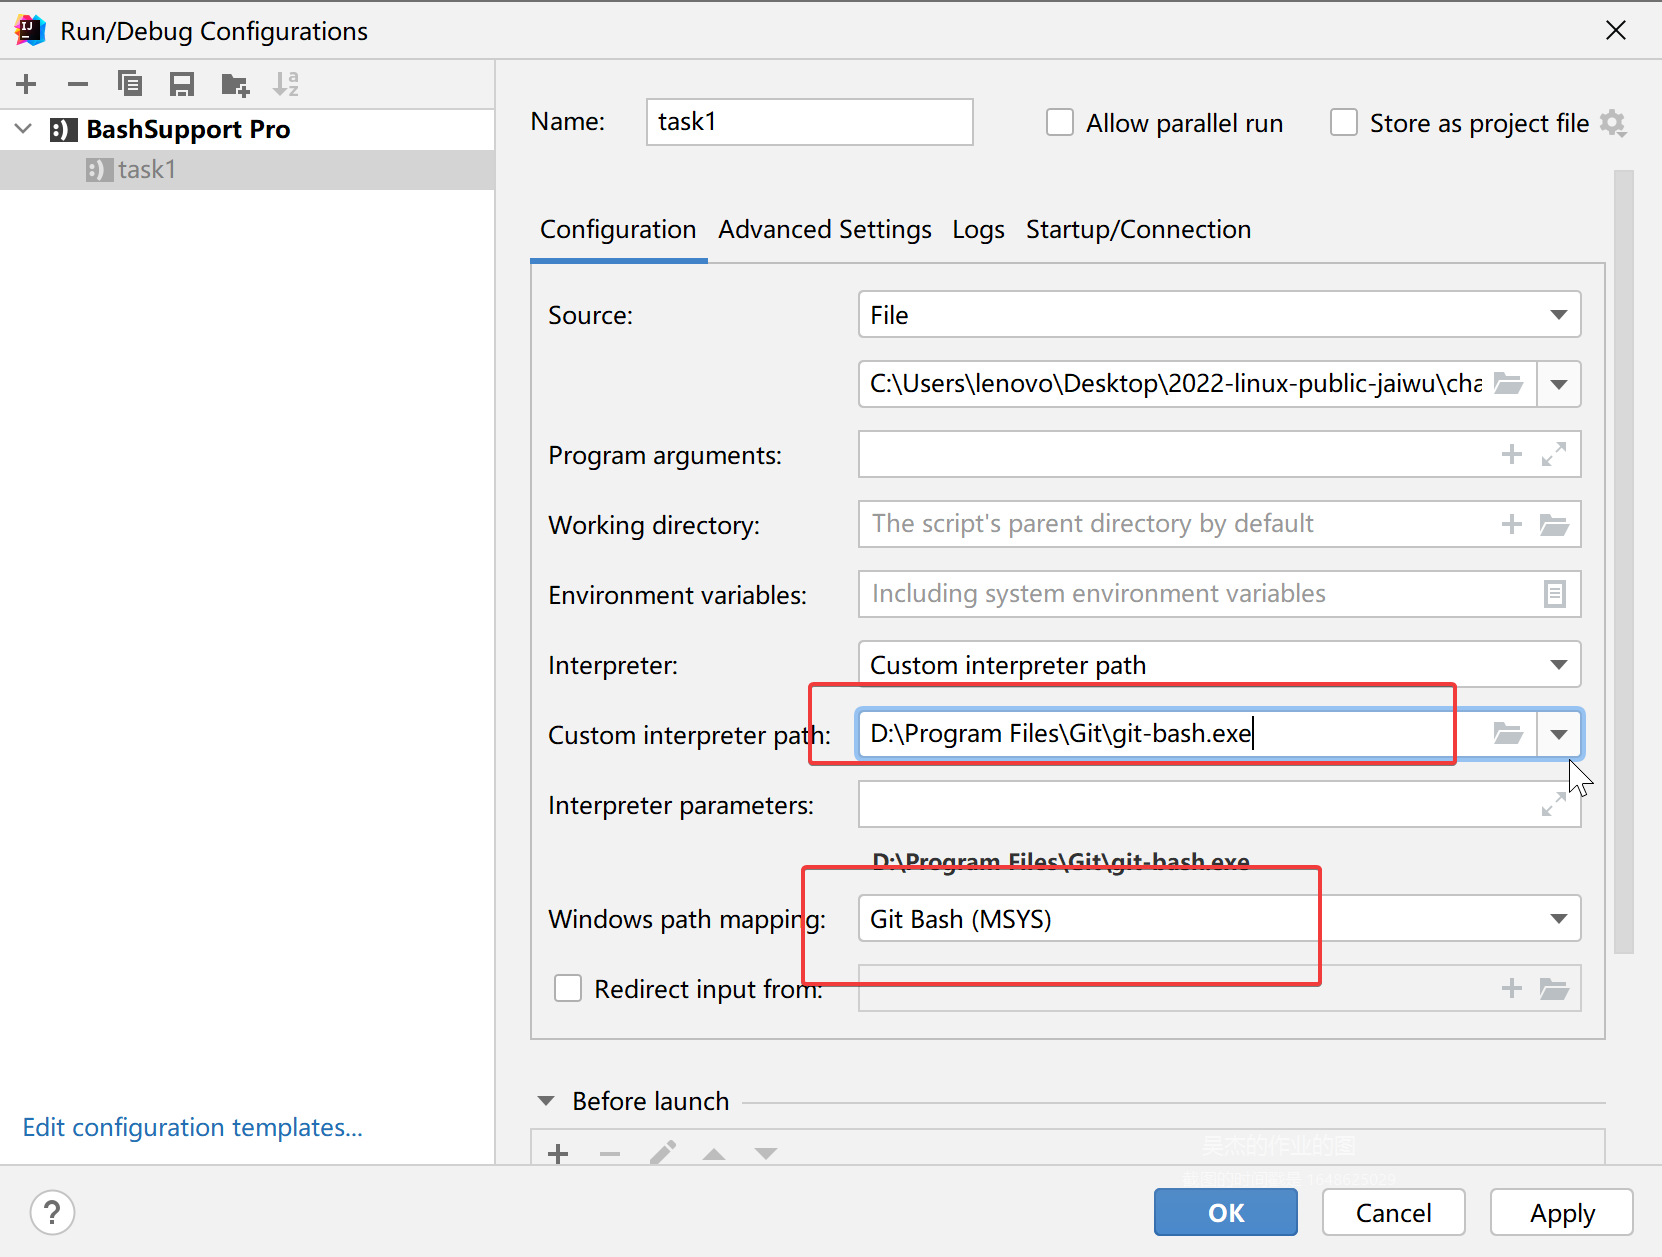 Run/Debug Configurations
BashSupport Pro
task1
Edit configuration templates...
Name:
task1
Allow parallel run
Store as project file
Configuration
Advanced Settings
Logs
Startup/Connection
Source:
File
C:\Users\lenovo\Desktop\2022-linux-public-jaiwu\cha
Program arguments:
Working directory:
The script's parent directory by default
Environment variables:
Including system environment variables
Interpreter:
Custom interpreter path
Custom interpreter path:
D:\Program Files\Git\git-bash.exe
Interpreter parameters:
D:\Program Files\Git\git-bash.exe
Windows path mapping:
Git Bash (MSYS)
Redirect input from:
Before launch
?
OK
Cancel
Apply